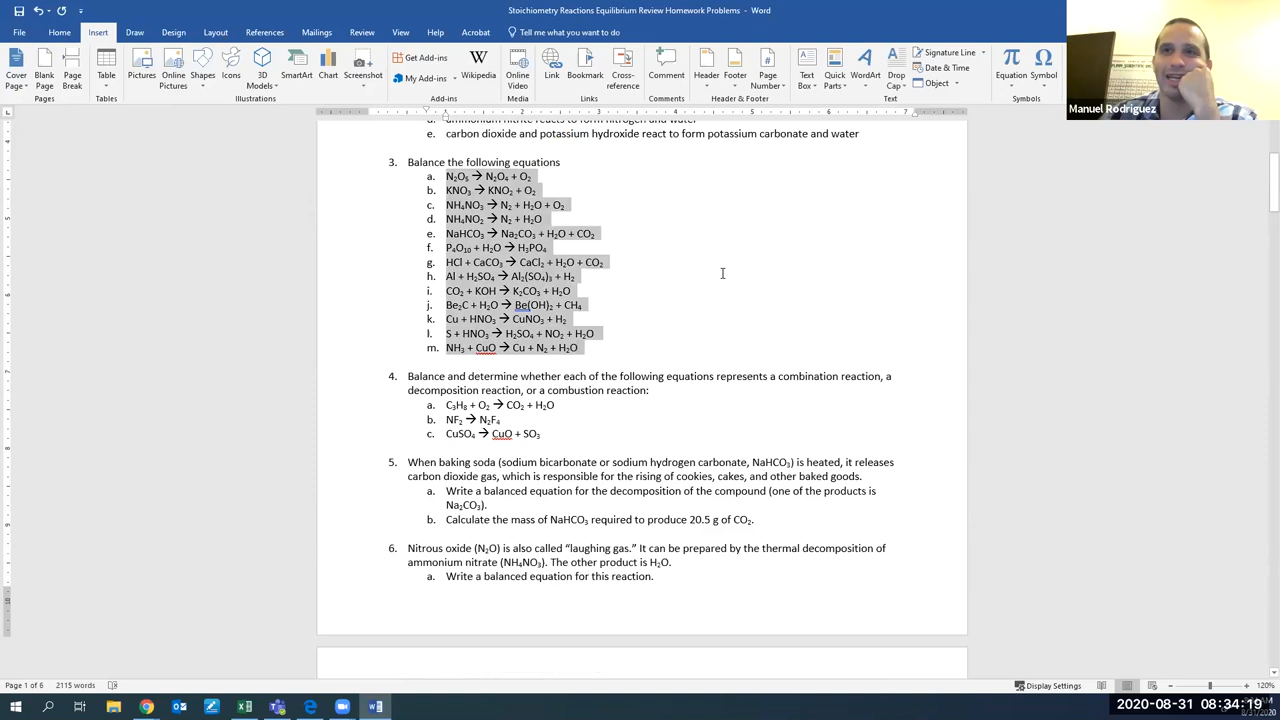 Stoichiometry Reactions Equilibrium Review Homework Problems - Word
File Home Insert Draw Design Layout References Mailings Review View Help Acrobat Tell me what you want to do
Cover Page
Blank Page
Page Break
Pages
Table
Tables
Pictures
Online Pictures
Shapes
Icons
3D Models
SmartArt
Chart
Screenshot
Illustrations
Get Add-ins
My Add-ins
Wikipedia
Add-ins
Online Video
Media
Link
Bookmark
Cross-reference
Links
Comment
Comments
Header
Footer
Page Number
Header & Footer
Text Box
Quick Parts
WordArt
Drop Cap
Signature Line
Date & Time
Object
Text
Equation
Symbol
Symbols
Manuel Rodriguez
e. carbon dioxide and potassium hydroxide react to form potassium carbonate and water
3. Balance the following equations
a. N₂O₅ → N₂O₄ + O₂
b. KNO₃ → KNO₂ + O₂
c. NH₄NO₃ → N₂ + H₂O + O₂
d. NH₄NO₂ → N₂ + H₂O
e. NaHCO₃ → Na₂CO₃ + H₂O + CO₂
f. P₄O₁₀ + H₂O → H₃PO₄
g. HCl + CaCO₃ → CaCl₂ + H₂O + CO₂
h. Al + H₂SO₄ → Al₂(SO₄)₃ + H₂
i. CO₂ + KOH → K₂CO₃ + H₂O
j. Be₂C + H₂O → Be(OH)₂ + CH₄
k. Cu + HNO₃ → CuNO₃ + H₂
l. S + HNO₃ → H₂SO₄ + NO₂ + H₂O
m. NH₃ + CuO → Cu + N₂ + H₂O
4. Balance and determine whether each of the following equations represents a combination reaction, a
decomposition reaction, or a combustion reaction:
a. C₃H₈ + O₂ → CO₂ + H₂O
b. NF₂ → N₂F₄
c. CuSO₄ → CuO + SO₃
5. When baking soda (sodium bicarbonate or sodium hydrogen carbonate, NaHCO₃) is heated, it releases
carbon dioxide gas, which is responsible for the rising of cookies, cakes, and other baked goods.
a. Write a balanced equation for the decomposition of the compound (one of the products is
Na₂CO₃).
b. Calculate the mass of NaHCO₃ required to produce 20.5 g of CO₂.
6. Nitrous oxide (N₂O) is also called “laughing gas.” It can be prepared by the thermal decomposition of
ammonium nitrate (NH₄NO₃). The other product is H₂O.
a. Write a balanced equation for this reaction.
Page 1 of 6 2115 words Display Settings 120%
2020-08-31 08:34:19
8/31/2020